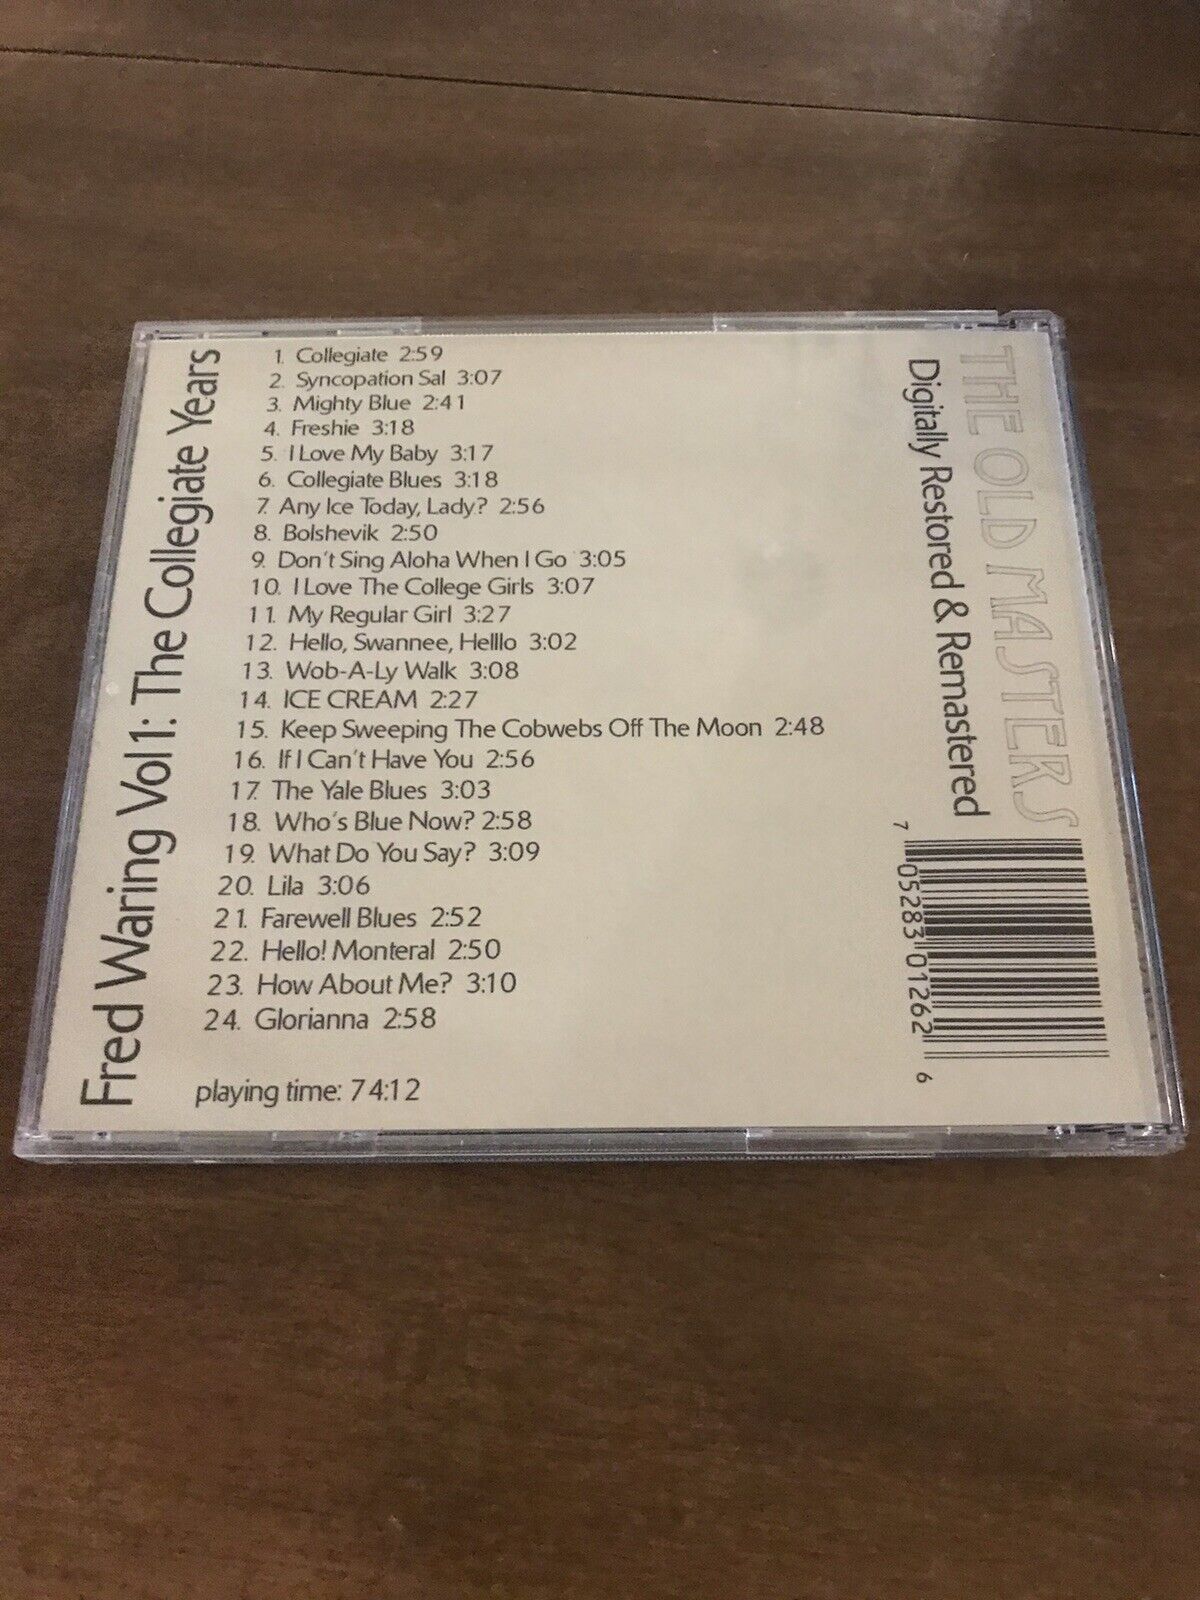 Fred Waring Vol 1: The Collegiate Years
1. Collegiate 2:59
2. Syncopation Sal 3:07
3. Mighty Blue 2:41
4. Freshie 3:18
5. I Love My Baby 3:17
6. Collegiate Blues 3:18
7. Any Ice Today, Lady? 2:56
8. Bolshevik 2:50
9. Don't Sing Aloha When I Go 3:05
10. I Love The College Girls 3:07
11. My Regular Girl 3:27
12. Hello, Swannee, Helllo 3:02
13. Wob-A-Ly Walk 3:08
14. ICE CREAM 2:27
15. Keep Sweeping The Cobwebs Off The Moon 2:48
16. If I Can't Have You 2:56
17. The Yale Blues 3:03
18. Who's Blue Now? 2:58
19. What Do You Say? 3:09
20. Lila 3:06
21. Farewell Blues 2:52
22. Hello! Monteral 2:50
23. How About Me? 3:10
24. Glorianna 2:58
playing time: 74:12
THE OLD MASTERS
Digitally Restored & Remastered
7 05283 01262 6